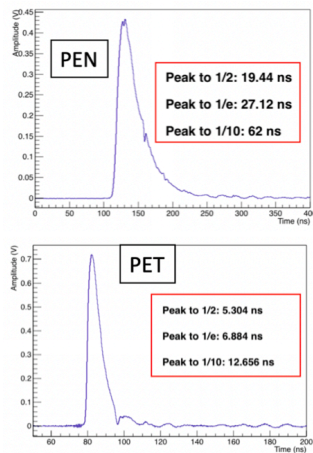 Amplitude (V)
0.45
0.4
0.35
0.3
0.25
0.2
0.15
0.1
0.05
0
PEN
Peak to 1/2: 19.44 ns
Peak to 1/e: 27.12 ns
Peak to 1/10: 62 ns
0 50 100 150 200 250 300 350 400
Time (ns)
Amplitude (V)
0.7
0.6
0.5
0.4
0.3
0.2
0.1
0
PET
Peak to 1/2: 5.304 ns
Peak to 1/e: 6.884 ns
Peak to 1/10: 12.656 ns
60 80 100 120 140 160 180 200
Time (ns)